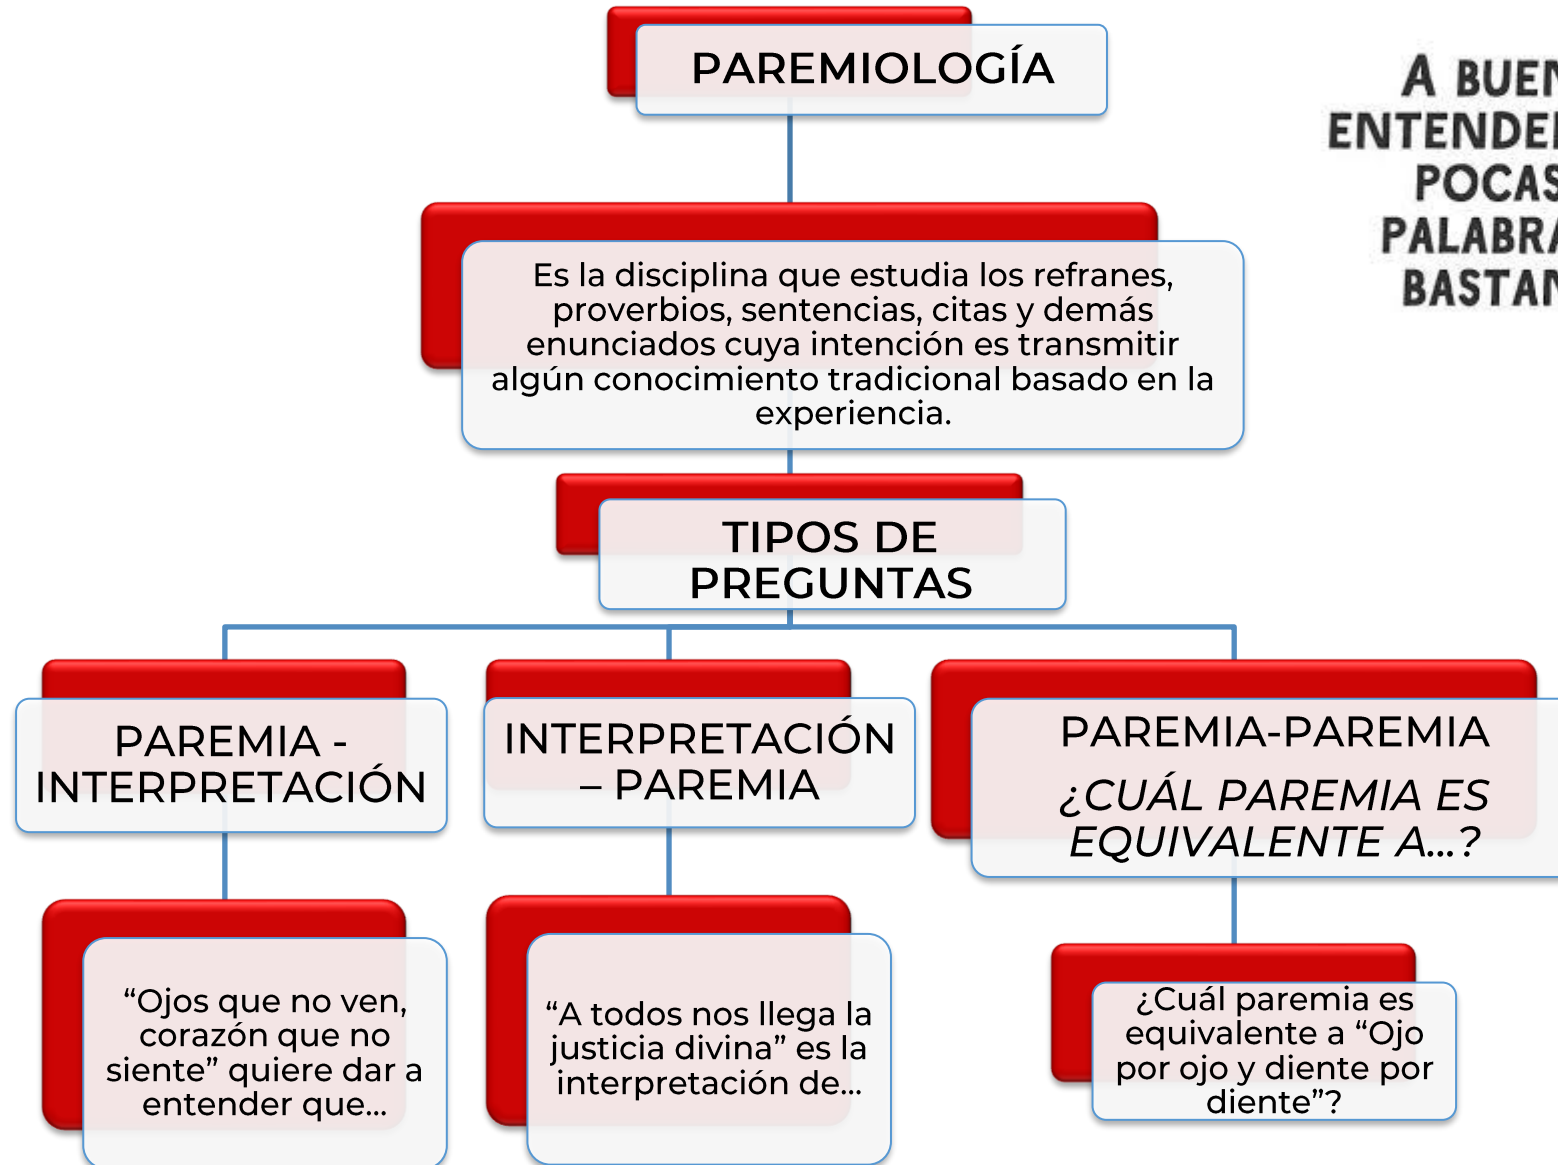 PAREMIOLOGÍA
A BUEN
POCAS
Es la disciplina que estudia los refranes,
proverbios, sentencias, citas y demás
enunciados cuya intención es transmitir
algún conocimiento tradicional basado en la
experiencia.
TIPOS DE
PREGUNTAS
PAREMIA -
INTERPRETACIÓN
INTERPRETACIÓN
– PAREMIA
PAREMIA-PAREMIA
¿CUÁL PAREMIA ES
EQUIVALENTE A...?
“Ojos que no ven,
corazón que no
siente” quiere dar a
entender que...
“A todos nos llega la
justicia divina” es la
interpretación de...
¿Cuál paremia es
equivalente a “Ojo
por ojo y diente por
diente”?